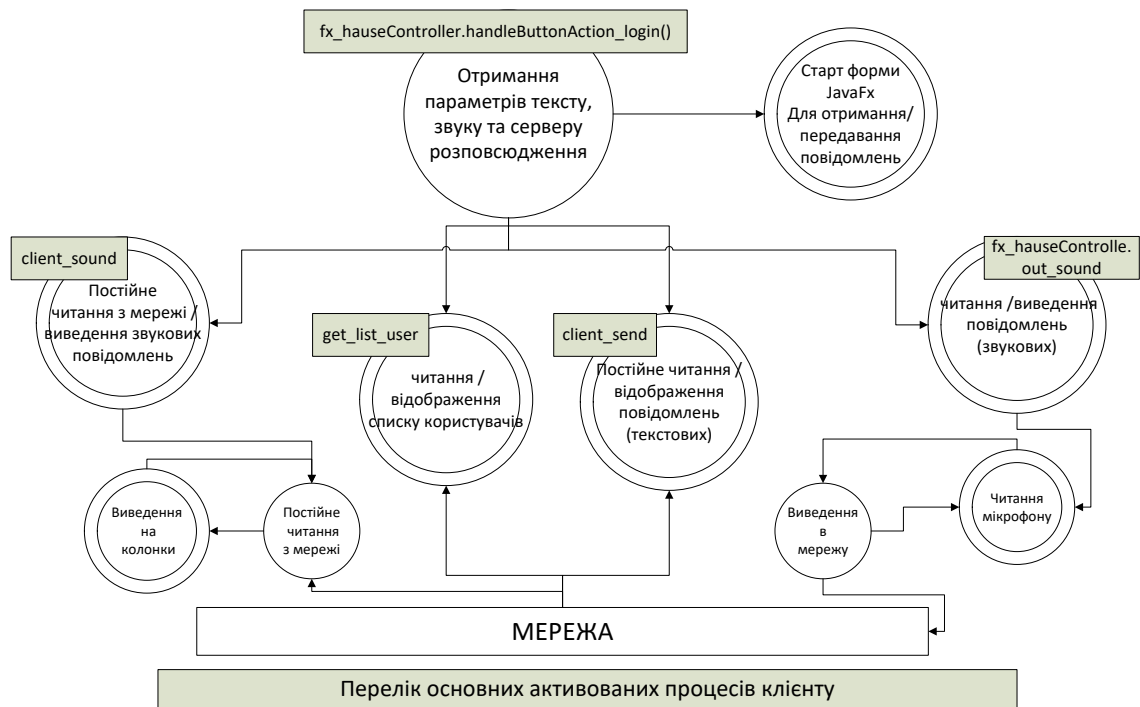 fx_hauseController.handleButtonAction_login()
Отримання
параметрів тексту,
звуку та серверу
розповсюдження
Старт форми
JavaFx
Для отримання/
передавання
повідомлень
client_sound
Постійне
читання з мережі /
виведення звукових
повідомлень
get_list_user
читання /
відображення
списку користувачів
client_send
Постійне читання /
відображення
повідомлень
(текстових)
fx_hauseControlle.
out_sound
читання /виведення
повідомлень
(звукових)
Виведення
на
колонки
Постійне
читання
з мережі
Виведення
в
мережу
Читання
мікрофону
МЕРЕЖА
Перелік основних активованих процесів клієнту